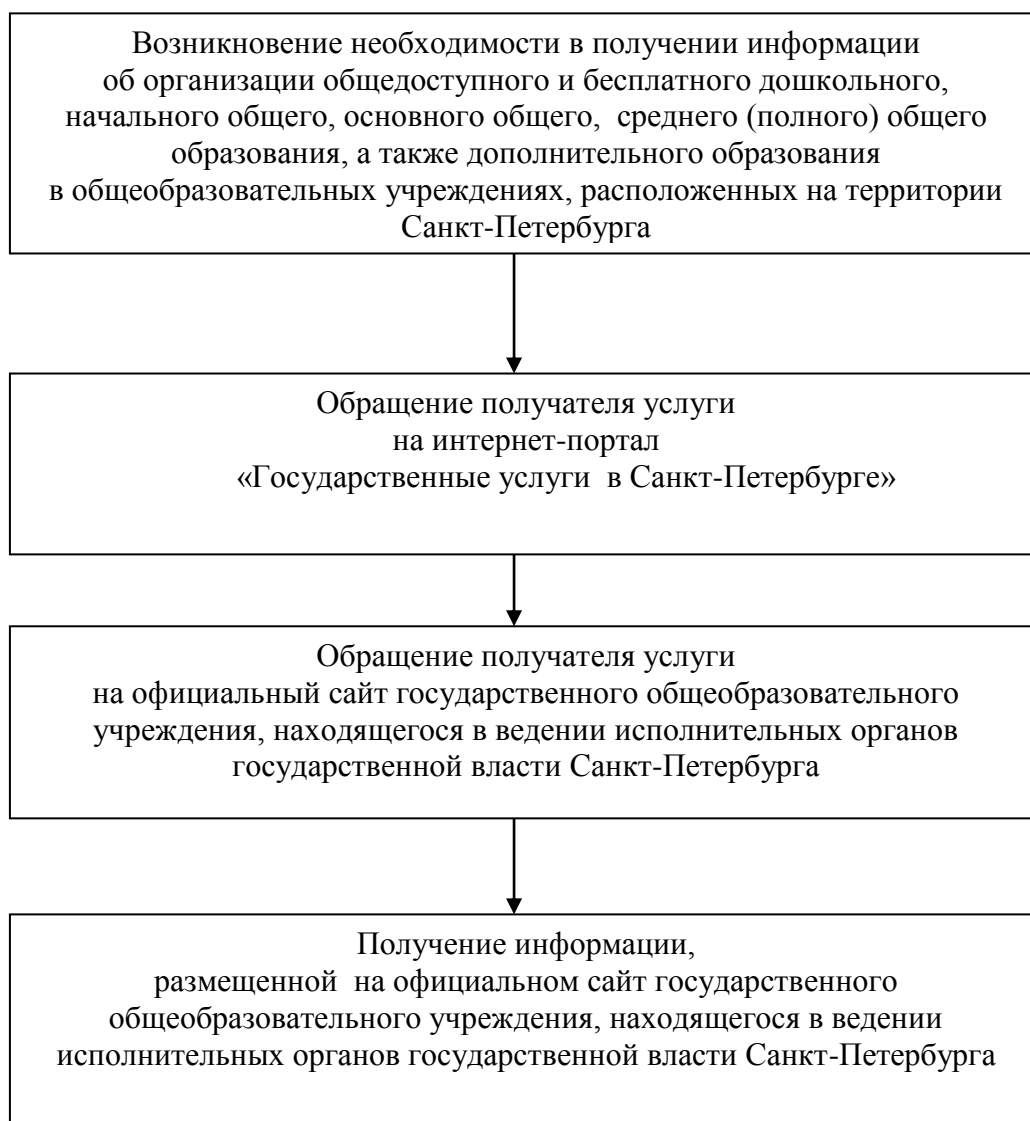 Возникновение необходимости в получении информации
об организации общедоступного и бесплатного дошкольного,
начального общего, основного общего,  среднего (полного) общего
образования, а также дополнительного образования
в общеобразовательных учреждениях, расположенных на территории
Санкт-Петербурга
Обращение получателя услуги
на интернет-портал
«Государственные услуги  в Санкт-Петербурге»
Обращение получателя услуги
на официальный сайт государственного общеобразовательного
учреждения, находящегося в ведении исполнительных органов
государственной власти Санкт-Петербурга
Получение информации,
размещенной  на официальном сайт государственного
общеобразовательного учреждения, находящегося в ведении
исполнительных органов государственной власти Санкт-Петербурга